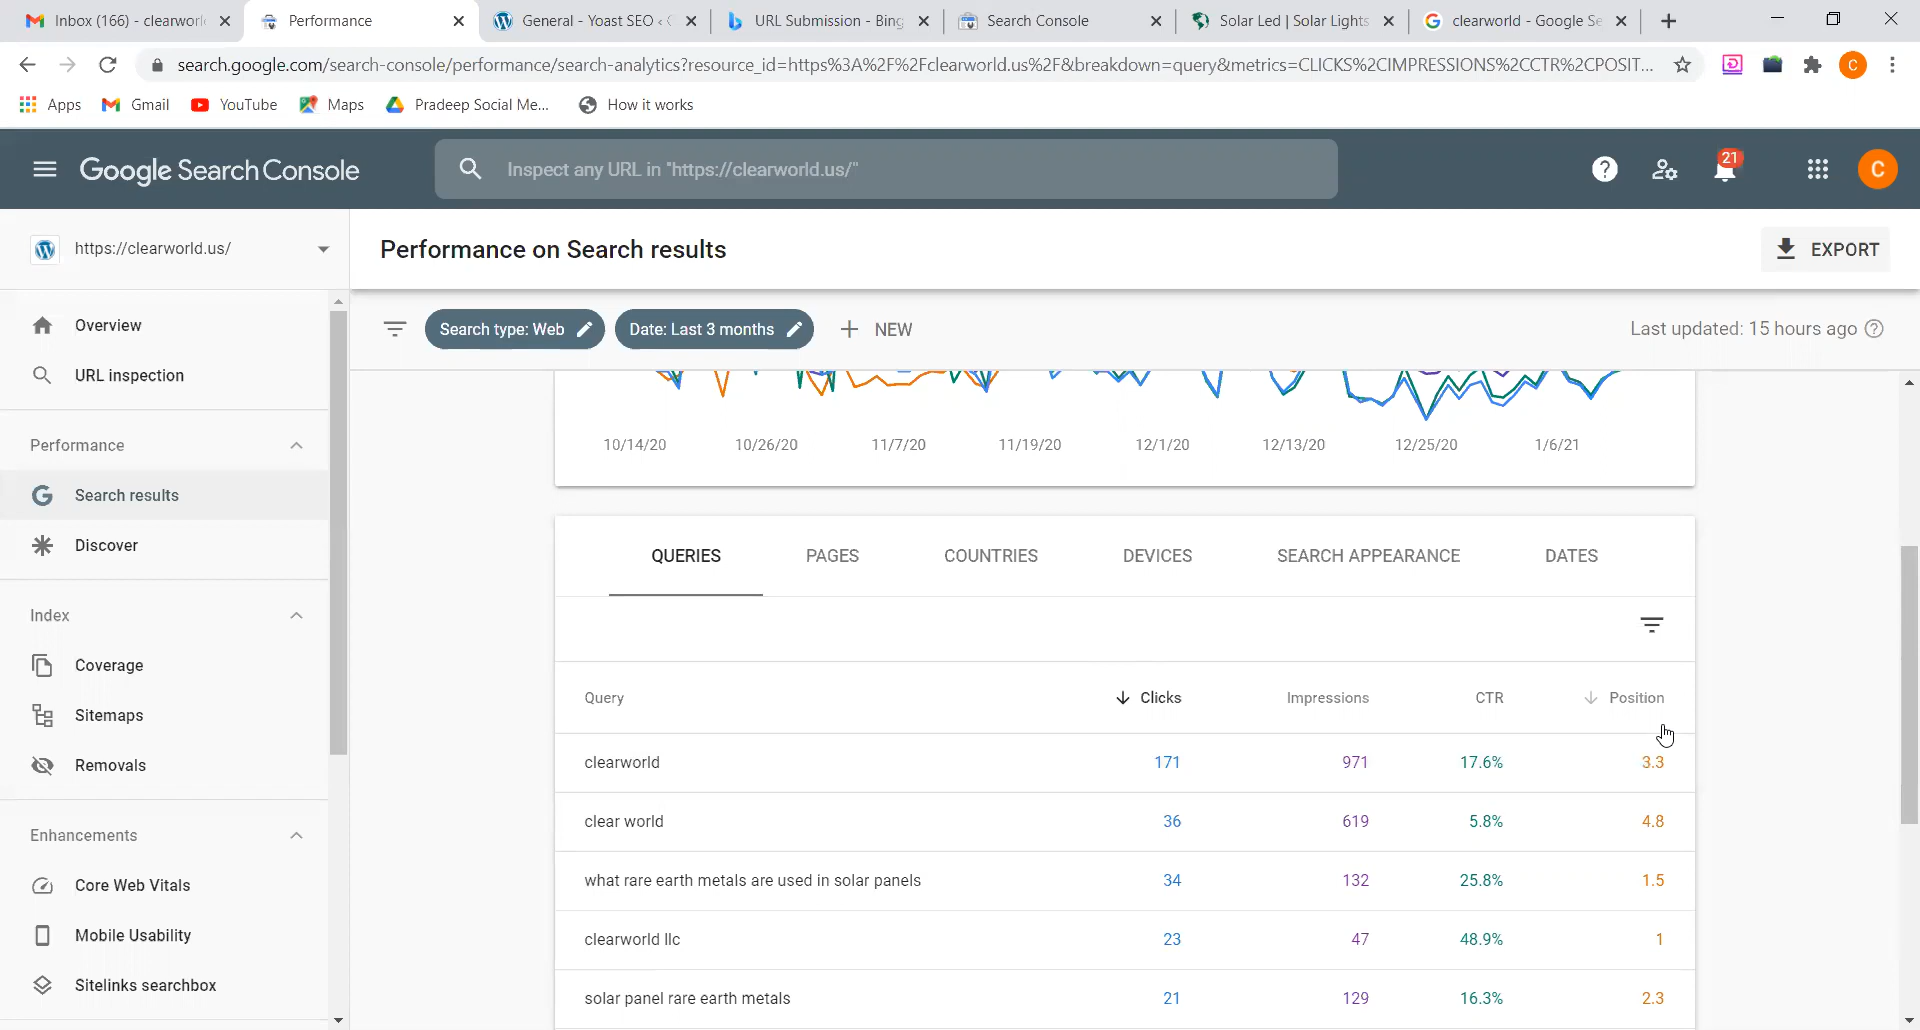 Inbox (166) - clearworl
Performance
General - Yoast SEO ‹
URL Submission - Bing
Search Console
Solar Led | Solar Lights
clearworld - Google Se
search.google.com/search-console/performance/search-analytics?resource_id=https%3A%2F%2Fclearworld.us%2F&breakdown=query&metrics=CLICKS%2CIMPRESSIONS%2CCTR%2CPOSIT...
C
Apps
Gmail
YouTube
Maps
Pradeep Social Me...
How it works
Google Search Console
Inspect any URL in "https://clearworld.us/"
21
C
https://clearworld.us/
Performance on Search results
EXPORT
Overview
URL inspection
Performance
Search results
Discover
Index
Coverage
Sitemaps
Removals
Enhancements
Core Web Vitals
Mobile Usability
Sitelinks searchbox
Search type: Web
Date: Last 3 months
NEW
Last updated: 15 hours ago
10/14/20 10/26/20 11/7/20 11/19/20 12/1/20 12/13/20 12/25/20 1/6/21
QUERIES PAGES COUNTRIES DEVICES SEARCH APPEARANCE DATES
Query Clicks Impressions CTR Position
clearworld 171 971 17.6% 3.3
clear world 36 619 5.8% 4.8
what rare earth metals are used in solar panels 34 132 25.8% 1.5
clearworld llc 23 47 48.9% 1
solar panel rare earth metals 21 129 16.3% 2.3